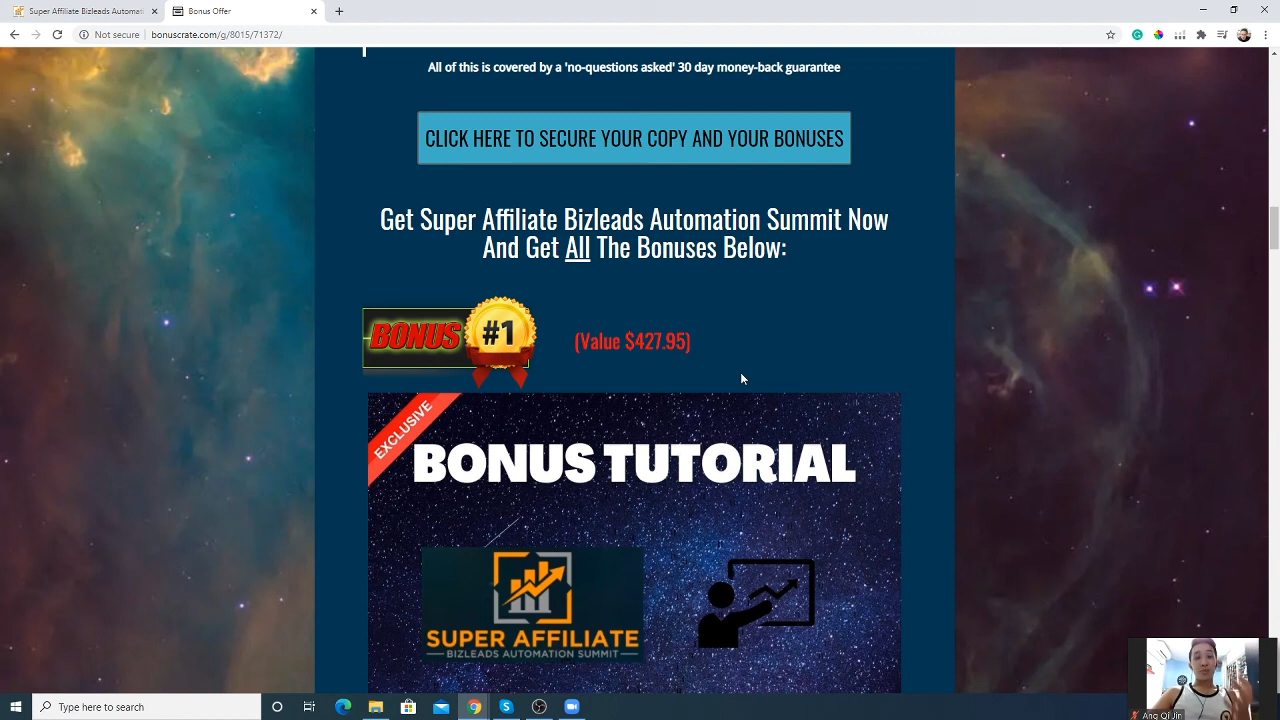 Super Affiliate Bizleads Automati
Bonus Offer
Not secure
bonuscrate.com/g/8015/71372/
All of this is covered by a 'no-questions asked' 30 day money-back guarantee
CLICK HERE TO SECURE YOUR COPY AND YOUR BONUSES
Get Super Affiliate Bizleads Automation Summit Now
And Get All The Bonuses Below:
BONUS #1
(Value $427.95)
EXCLUSIVE
BONUS TUTORIAL
SUPER AFFILIATE
BIZLEADS AUTOMATION SUMMIT
Type here to search
Ang Qi Jin